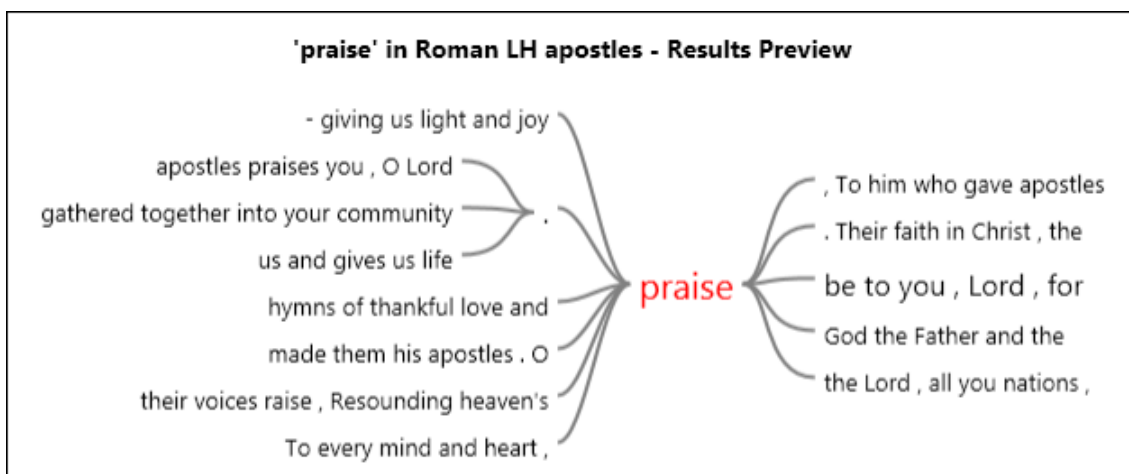 'praise' in Roman LH apostles - Results Preview
- giving us light and joy
apostles praises you , O Lord
gathered together into your community
us and gives us life
.
hymns of thankful love and
made them his apostles . O
their voices raise , Resounding heaven's
To every mind and heart ,
praise
, To him who gave apostles
. Their faith in Christ , the
be to you , Lord , for
God the Father and the
the Lord , all you nations ,